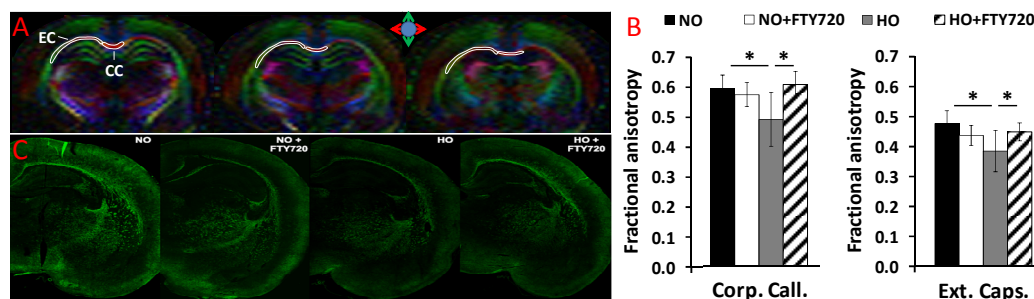 A
EC
CC
C
NO
NO +
FTY720
HO
HO +
FTY720
B
NO NO+FTY720 HO HO+FTY720
Fractional anisotropy
0.7
0.6
0.5
0.4
0.3
0.2
0.1
0.0
* *
Corp. Call.
Fractional anisotropy
0.7
0.6
0.5
0.4
0.3
0.2
0.1
0.0
* *
Ext. Caps.